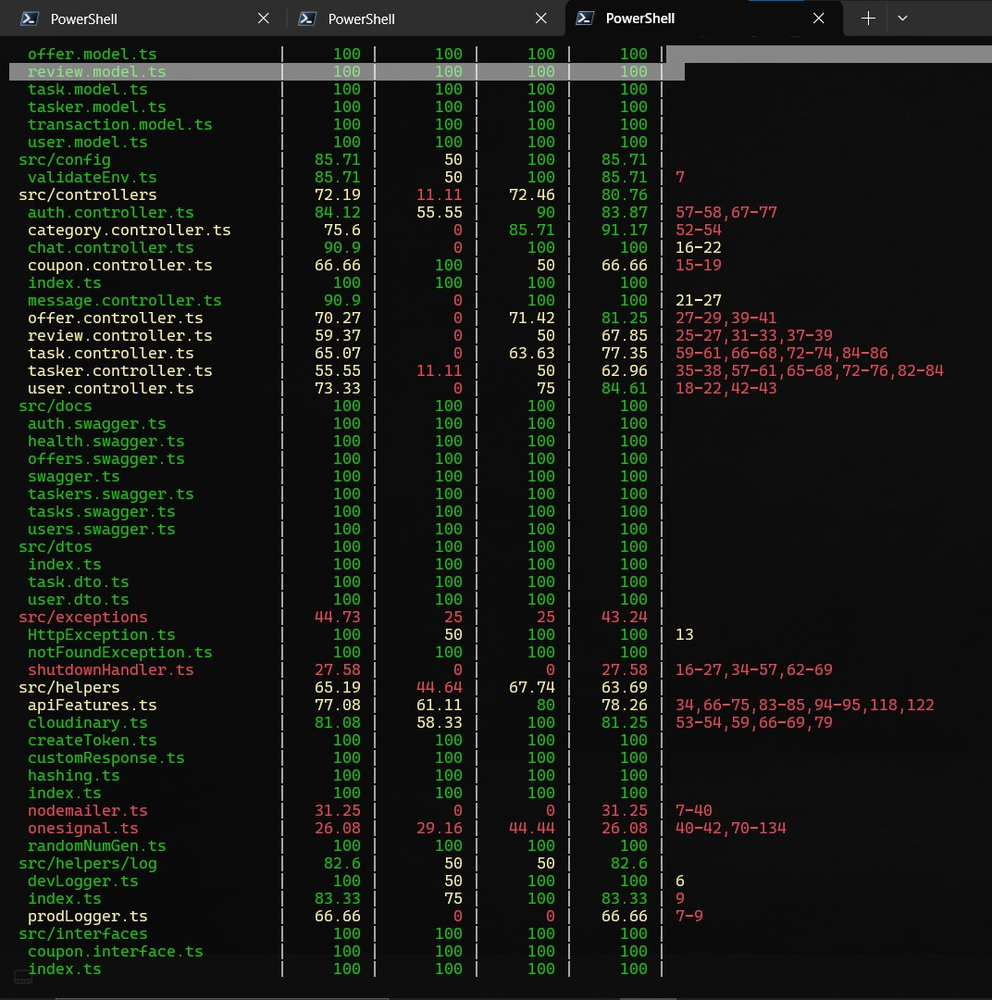 PowerShell PowerShell PowerShell
offer.model.ts | 100 | 100 | 100 | 100 |
review.model.ts | 100 | 100 | 100 | 100 |
task.model.ts | 100 | 100 | 100 | 100 |
tasker.model.ts | 100 | 100 | 100 | 100 |
transaction.model.ts | 100 | 100 | 100 | 100 |
user.model.ts | 100 | 100 | 100 | 100 |
src/config | 85.71 | 50 | 100 | 85.71 |
validateEnv.ts | 85.71 | 50 | 100 | 85.71 | 7
src/controllers | 72.19 | 11.11 | 72.46 | 80.76 |
auth.controller.ts | 84.12 | 55.55 | 90 | 83.87 | 57-58,67-77
category.controller.ts | 75.6 | 0 | 85.71 | 91.17 | 52-54
chat.controller.ts | 90.9 | 0 | 100 | 100 | 16-22
coupon.controller.ts | 66.66 | 100 | 50 | 66.66 | 15-19
index.ts | 100 | 100 | 100 | 100 |
message.controller.ts | 90.9 | 0 | 100 | 100 | 21-27
offer.controller.ts | 70.27 | 0 | 71.42 | 81.25 | 27-29,39-41
review.controller.ts | 59.37 | 0 | 50 | 67.85 | 25-27,31-33,37-39
task.controller.ts | 65.07 | 0 | 63.63 | 77.35 | 59-61,66-68,72-74,84-86
tasker.controller.ts | 55.55 | 11.11 | 50 | 62.96 | 35-38,57-61,65-68,72-76,82-84
user.controller.ts | 73.33 | 0 | 75 | 84.61 | 18-22,42-43
src/docs | 100 | 100 | 100 | 100 |
auth.swagger.ts | 100 | 100 | 100 | 100 |
health.swagger.ts | 100 | 100 | 100 | 100 |
offers.swagger.ts | 100 | 100 | 100 | 100 |
swagger.ts | 100 | 100 | 100 | 100 |
taskers.swagger.ts | 100 | 100 | 100 | 100 |
tasks.swagger.ts | 100 | 100 | 100 | 100 |
users.swagger.ts | 100 | 100 | 100 | 100 |
src/dtos | 100 | 100 | 100 | 100 |
index.ts | 100 | 100 | 100 | 100 |
task.dto.ts | 100 | 100 | 100 | 100 |
user.dto.ts | 100 | 100 | 100 | 100 |
src/exceptions | 44.73 | 25 | 25 | 43.24 |
HttpException.ts | 100 | 50 | 100 | 100 | 13
notFoundException.ts | 100 | 100 | 100 | 100 |
shutdownHandler.ts | 27.58 | 0 | 0 | 27.58 | 16-27,34-57,62-69
src/helpers | 65.19 | 44.64 | 67.74 | 63.69 |
apiFeatures.ts | 77.08 | 61.11 | 80 | 78.26 | 34,66-75,83-85,94-95,118,122
cloudinary.ts | 81.08 | 58.33 | 100 | 81.25 | 53-54,59,66-69,79
createToken.ts | 100 | 100 | 100 | 100 |
customResponse.ts | 100 | 100 | 100 | 100 |
hashing.ts | 100 | 100 | 100 | 100 |
index.ts | 100 | 100 | 100 | 100 |
nodemailer.ts | 31.25 | 0 | 0 | 31.25 | 7-40
onesignal.ts | 26.08 | 29.16 | 44.44 | 26.08 | 40-42,70-134
randomNumGen.ts | 100 | 100 | 100 | 100 |
src/helpers/log | 82.6 | 50 | 50 | 82.6 |
devLogger.ts | 100 | 50 | 100 | 100 | 6
index.ts | 83.33 | 75 | 100 | 83.33 | 9
prodLogger.ts | 66.66 | 0 | 0 | 66.66 | 7-9
src/interfaces | 100 | 100 | 100 | 100 |
coupon.interface.ts | 100 | 100 | 100 | 100 |
index.ts | 100 | 100 | 100 | 100 |